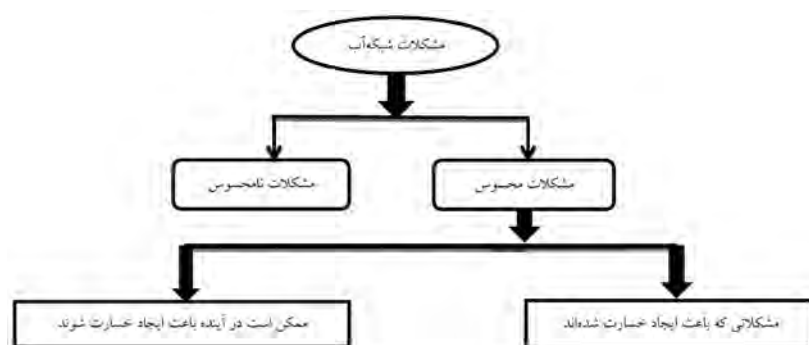 مشکلات شبکه‌آب
مشکلات محسوس
مشکلات نامحسوس
مشکلاتی که باعث ایجاد خسارت شده‌اند
ممکن است در آینده باعث ایجاد خسارت شوند